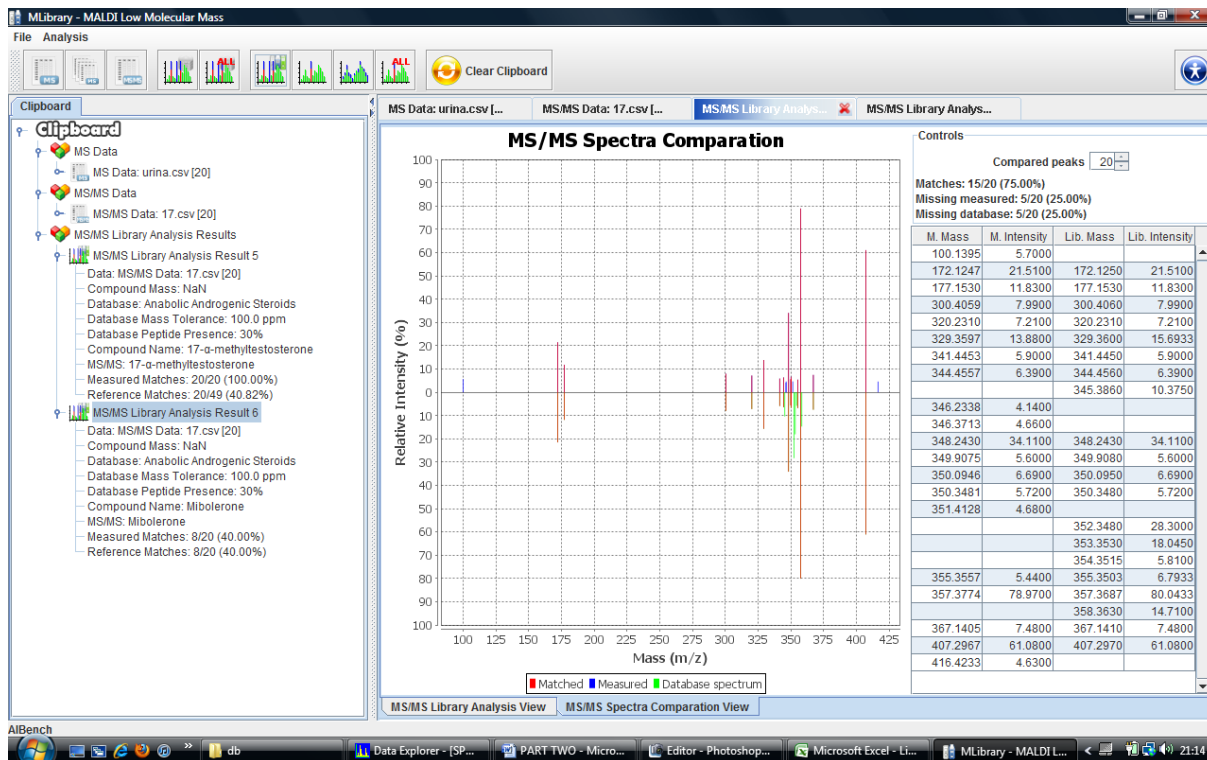 MLibrary - MALDI Low Molecular Mass
File Analysis
MS MS MSMS ALL ALL Clear Clipboard
Clipboard
MS Data: urina.csv [... MS/MS Data: 17.csv [... MS/MS Library Analys... MS/MS Library Analys...
Clipboard
MS Data
MS Data: urina.csv [20]
MS/MS Data
MS/MS Data: 17.csv [20]
MS/MS Library Analysis Results
MS/MS Library Analysis Result 5
Data: MS/MS Data: 17.csv [20]
Compound Mass: NaN
Database: Anabolic Androgenic Steroids
Database Mass Tolerance: 100.0 ppm
Database Peptide Presence: 30%
Compound Name: 17-α-methyltestosterone
MS/MS: 17-α-methyltestosterone
Measured Matches: 20/20 (100.00%)
Reference Matches: 20/49 (40.82%)
MS/MS Library Analysis Result 6
Data: MS/MS Data: 17.csv [20]
Compound Mass: NaN
Database: Anabolic Androgenic Steroids
Database Mass Tolerance: 100.0 ppm
Database Peptide Presence: 30%
Compound Name: Mibolerone
MS/MS: Mibolerone
Measured Matches: 8/20 (40.00%)
Reference Matches: 8/20 (40.00%)
MS/MS Spectra Comparation
Relative Intensity (%)
100
90
80
70
60
50
40
30
20
10
0
10
20
30
40
50
60
70
80
90
100
100 125 150 175 200 225 250 275 300 325 350 375 400 425
Mass (m/z)
Matched Measured Database spectrum
MS/MS Library Analysis View MS/MS Spectra Comparation View
Controls
Compared peaks 20
Matches: 15/20 (75.00%)
Missing measured: 5/20 (25.00%)
Missing database: 5/20 (25.00%)
M. Mass M. Intensity Lib. Mass Lib. Intensity
100.1395 5.7000
172.1247 21.5100 172.1250 21.5100
177.1530 11.8300 177.1530 11.8300
300.4059 7.9900 300.4060 7.9900
320.2310 7.2100 320.2310 7.2100
329.3597 13.8800 329.3600 15.6933
341.4453 5.9000 341.4450 5.9000
344.4557 6.3900 344.4560 6.3900
345.3860 10.3750
346.2338 4.1400
346.3713 4.6600
348.2430 34.1100 348.2430 34.1100
349.9075 5.6000 349.9080 5.6000
350.0946 6.6900 350.0950 6.6900
350.3481 5.7200 350.3480 5.7200
351.4128 4.6800
352.3480 28.3000
353.3530 18.0450
354.3515 5.8100
355.3557 5.4400 355.3503 6.7933
357.3774 78.9700 357.3687 80.0433
358.3630 14.7100
367.1405 7.4800 367.1410 7.4800
407.2967 61.0800 407.2970 61.0800
416.4233 4.6300
AIBench
db Data Explorer - [SP... PART TWO - Micro... Editor - Photoshop... Microsoft Excel - Li... MLibrary - MALDI L... 21:14